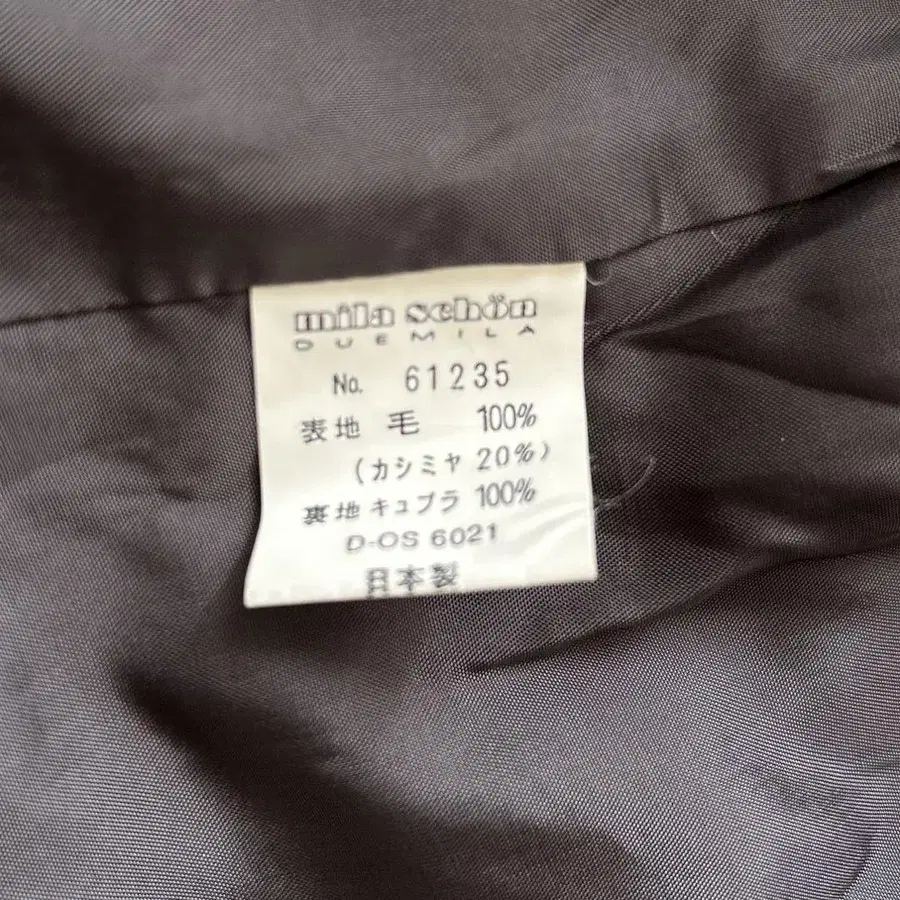 mila schön
DUEMILA
No. 61235
表地 毛 100%
(カシミヤ 20%)
裏地 キュプラ 100%
D-OS 6021
日本製